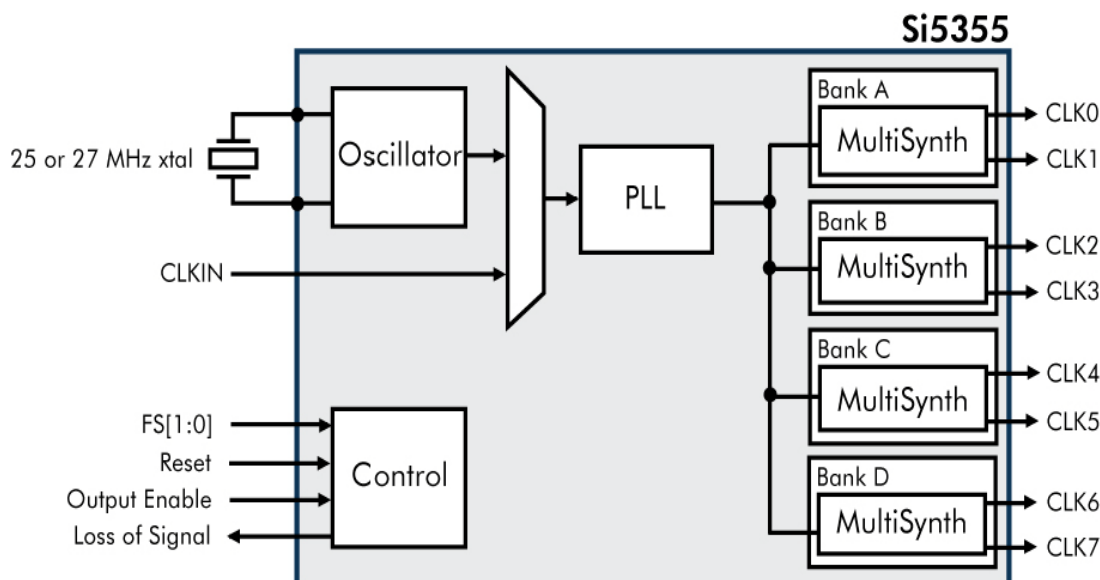 Si5355
25 or 27 MHz xtal
Oscillator
CLKIN
PLL
Bank A
MultiSynth
CLK0
CLK1
Bank B
MultiSynth
CLK2
CLK3
Bank C
MultiSynth
CLK4
CLK5
Bank D
MultiSynth
CLK6
CLK7
FS[1:0]
Reset
Output Enable
Loss of Signal
Control